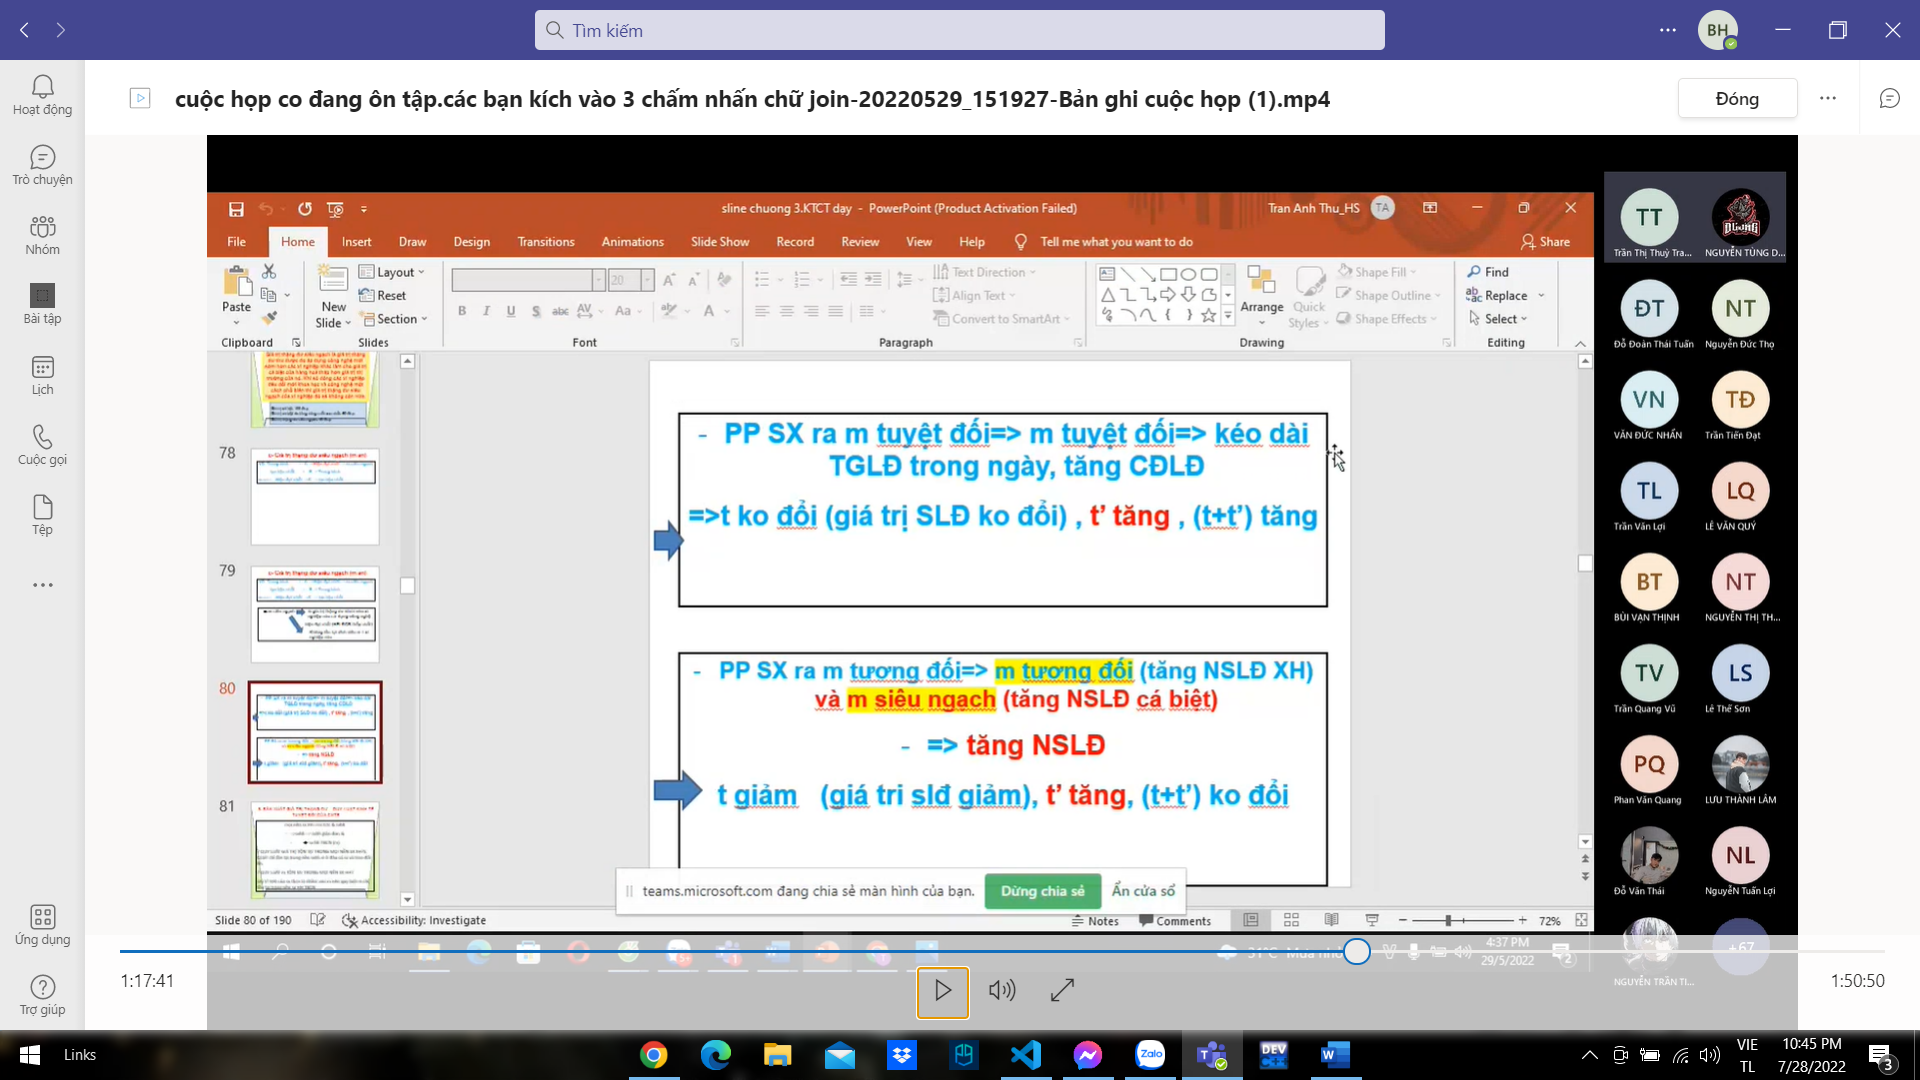 Tìm kiếm
BH
Hoạt động
Trò chuyện
Nhóm
Bài tập
Lịch
Cuộc gọi
Tệp
Ứng dụng
Trợ giúp
cuộc họp co đang ôn tập.các bạn kích vào 3 chấm nhấn chữ join-20220529_151927-Bản ghi cuộc họp (1).mp4
Đóng
sline chuong 3.KTCT dạy - PowerPoint (Product Activation Failed)
Tran Anh Thu_HS
TA
File Home Insert Draw Design Transitions Animations Slide Show Record Review View Help Tell me what you want to do
Share
Paste
Clipboard
New Slide
Layout
Reset
Section
Slides
20
B I U S abc AV Aa A
Font
Text Direction
Align Text
Convert to SmartArt
Paragraph
Arrange
Quick Styles
Shape Fill
Shape Outline
Shape Effects
Drawing
Find
Replace
Select
Editing
78
79
80
81
- PP SX ra m tuyệt đối=> m tuyệt đối=> kéo dài
TGLĐ trong ngày, tăng CĐLĐ
=>t ko đổi (giá trị SLĐ ko đổi) , t’ tăng , (t+t’) tăng
- PP SX ra m tương đối=> m tương đối (tăng NSLĐ XH)
và m siêu ngạch (tăng NSLĐ cá biệt)
- => tăng NSLĐ
t giảm (giá tri slđ giảm), t’ tăng, (t+t’) ko đổi
teams.microsoft.com đang chia sẻ màn hình của bạn.
Dừng chia sẻ
Ẩn cửa sổ
Slide 80 of 190
Accessibility: Investigate
Notes
Comments
72%
TT
Trần Thị Thuỳ Tra...
NGUYỄN TÙNG D...
ĐT
Đỗ Đoàn Thái Tuấn
NT
Nguyễn Đức Thọ
VN
VĂN ĐỨC NHẨN
TĐ
Trần Tiến Đạt
TL
Trần Văn Lợi
LQ
LÊ VĂN QUÝ
BT
BÙI VẠN THỊNH
NT
NGUYỄN THỊ TH...
TV
Trần Quang Vũ
LS
Lê Thế Sơn
PQ
Phan Văn Quang
LƯU THÀNH LÂM
Đỗ Văn Thái
NL
Nguyễn Tuấn Lợi
+67
NGUYỄN TRẦN TI...
31°C Mưa nhỏ
4:37 PM
29/5/2022
2
1:17:41
1:50:50
Links
Zalo
DEV C++
VIE
TL
10:45 PM
7/28/2022
3